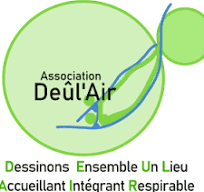 Association
Deûl'Air
Dessinons Ensemble Un Lieu
Accueillant Intégrant Respirable